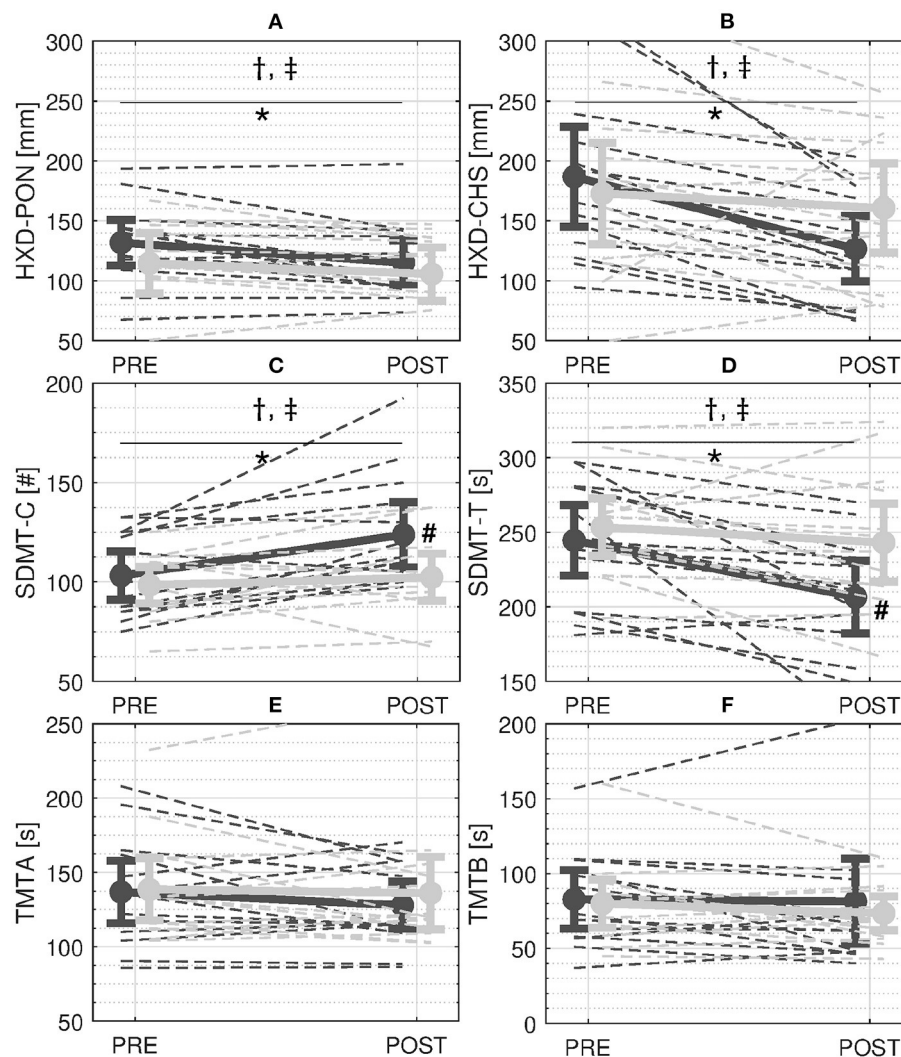 A
HXD-PON [mm]
300
250
200
150
100
50
†, ‡
*
PRE
POST
B
HXD-CHS [mm]
300
250
200
150
100
50
†, ‡
*
PRE
POST
C
SDMT-C [#]
200
150
100
50
†, ‡
*
#
PRE
POST
D
SDMT-T [s]
350
300
250
200
150
†, ‡
*
#
PRE
POST
E
TMTA [s]
250
200
150
100
50
PRE
POST
F
TMTB [s]
200
150
100
50
0
PRE
POST